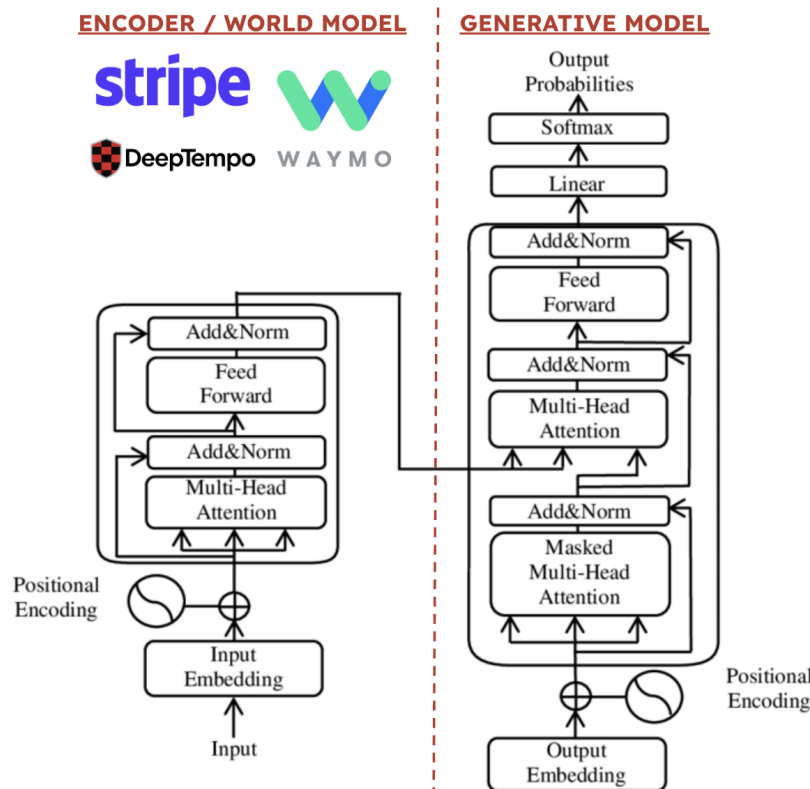 ENCODER / WORLD MODEL
stripe
DeepTempo
WAYMO
Add&Norm
Feed
Forward
Add&Norm
Multi-Head
Attention
Positional
Encoding
Input
Embedding
Input
GENERATIVE MODEL
Output
Probabilities
Softmax
Linear
Add&Norm
Feed
Forward
Add&Norm
Multi-Head
Attention
Add&Norm
Masked
Multi-Head
Attention
Positional
Encoding
Output
Embedding